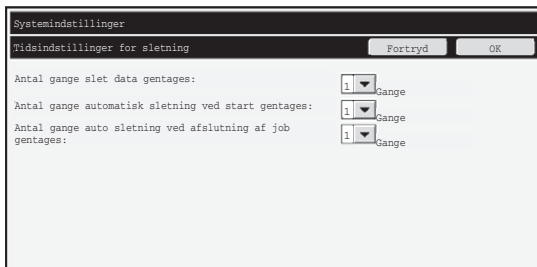 Systemindstillinger
Tidsindstillinger for sletning Fortryd OK
Antal gange slet data gentages: 1 Gange
Antal gange automatisk sletning ved start gentages: 1 Gange
Antal gange auto sletning ved afslutning af job
gentages: 1 Gange